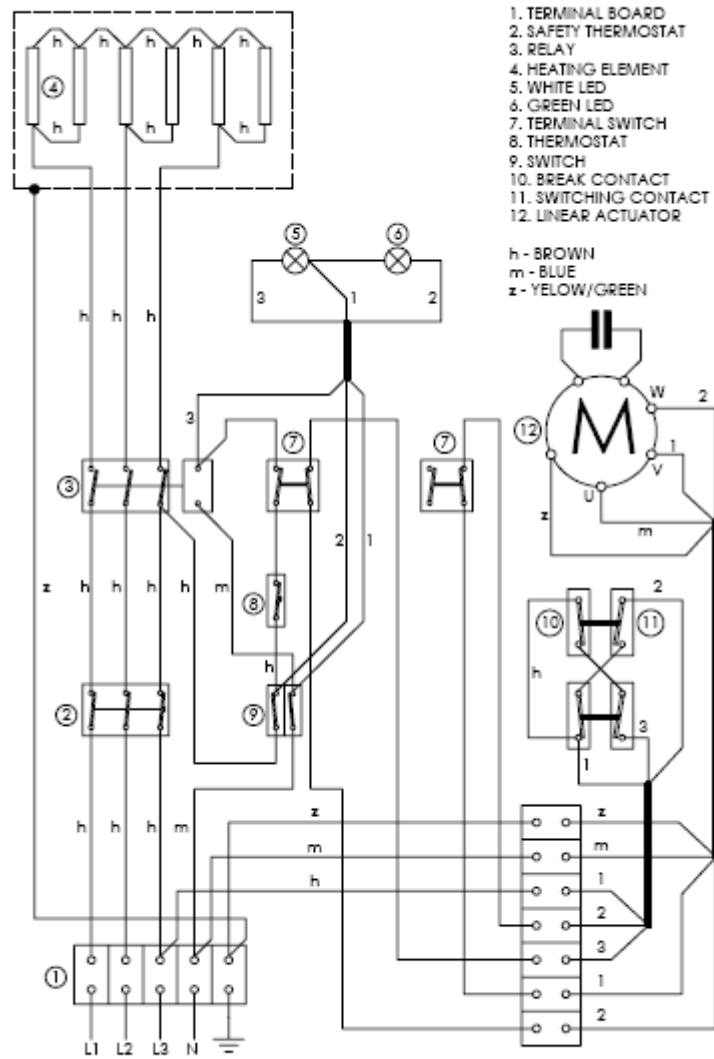 1. TERMINAL BOARD
2. SAFETY THERMOSTAT
3. RELAY
4. HEATING ELEMENT
5. WHITE LED
6. GREEN LED
7. TERMINAL SWITCH
8. THERMOSTAT
9. SWITCH
10. BREAK CONTACT
11. SWITCHING CONTACT
12. LINEAR ACTUATOR
h - BROWN
m - BLUE
z - YELOW/GREEN
h h h h h
4
h h h
5 6
3 1 2
h h h
W 2
12 M 1
V
U
z m
3
7 7
3
2 1
z h h h h m
8
h
2
10 11
h
2
9
3
1
h h h m
z z
m m
h 1
2
3
1
2
1
L1 L2 L3 N